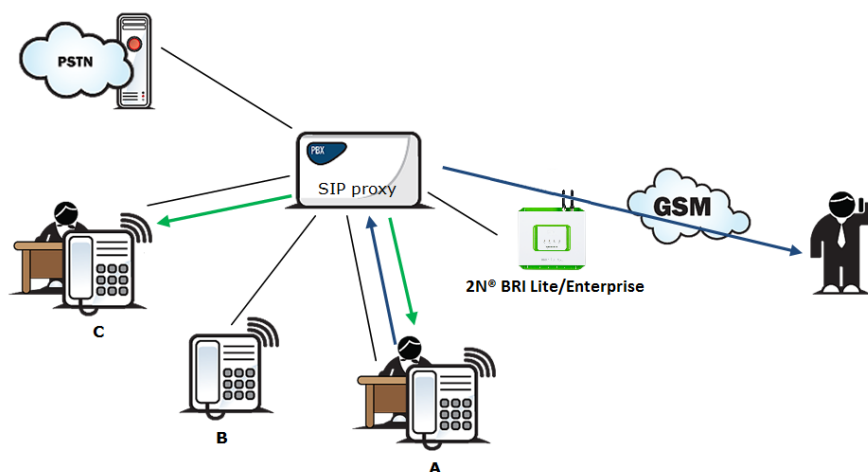 PSTN
PBX
SIP proxy
GSM
2N® BRI Lite/Enterprise
C
B
A